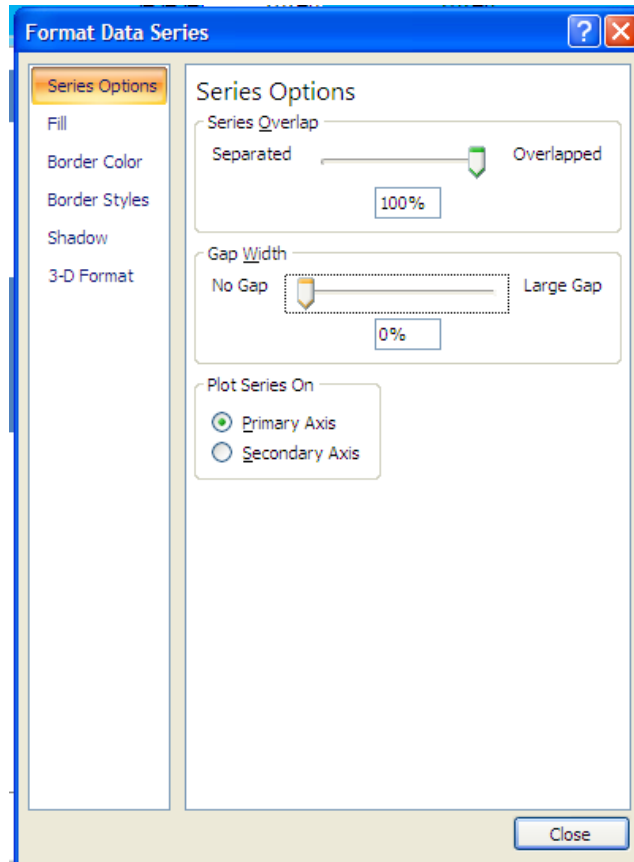 Format Data Series
Series Options
Fill
Border Color
Border Styles
Shadow
3-D Format
Series Options
Series Overlap
Separated Overlapped
100%
Gap Width
No Gap Large Gap
0%
Plot Series On
Primary Axis
Secondary Axis
Close